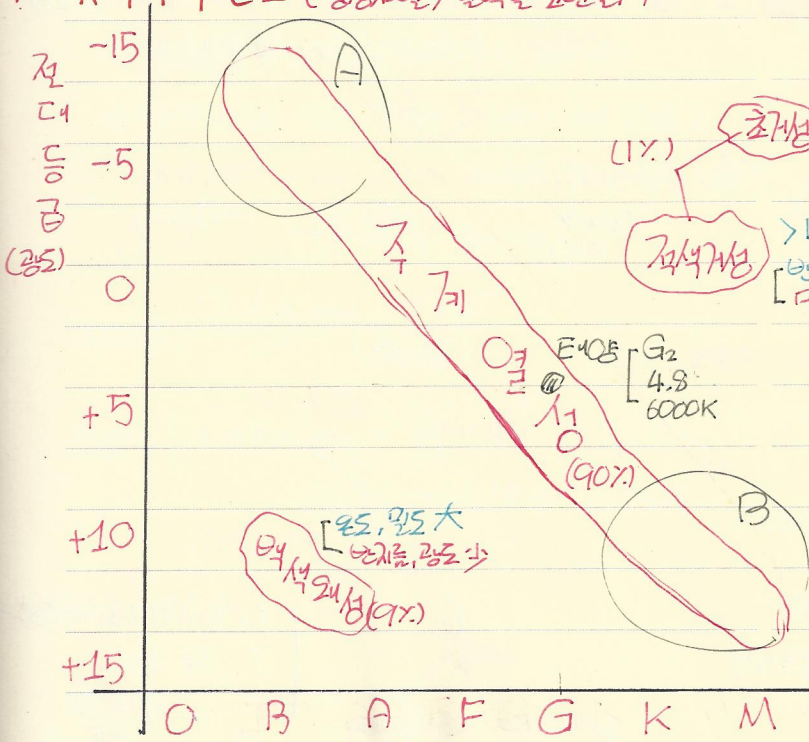 -15
절대등급
(광도)
-5
0
+5
+10
+15
A
주계열성
(90%)
(1%)
초거성
적색거성
태양
G2
4.8
6000K
B
백색왜성(9%)
온도, 밀도 大
반지름, 광도 小
O B A F G K M